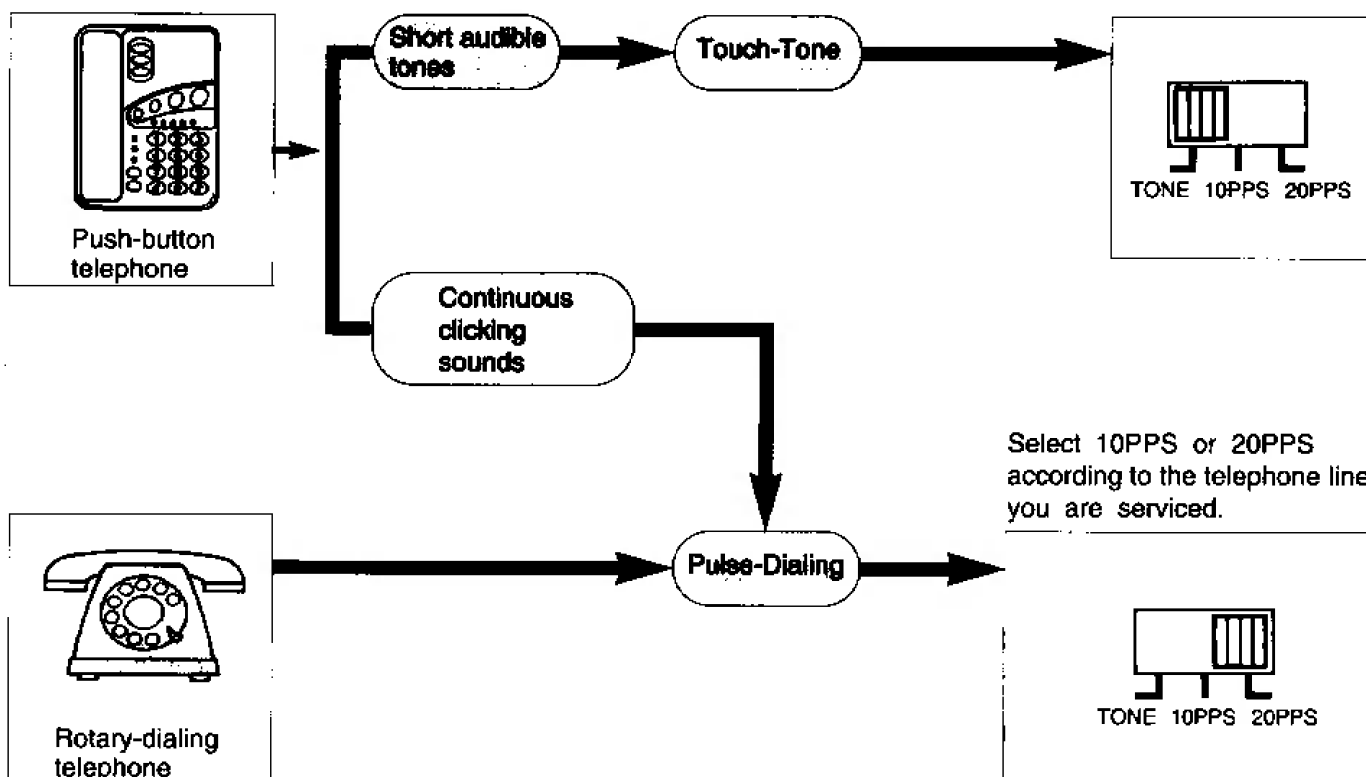 Short audible
tones
Touch-Tone
TONE 10PPS 20PPS
Push-button
telephone
Continuous
clicking
sounds
Select 10PPS or 20PPS
according to the telephone line
you are serviced.
Pulse-Dialing
TONE 10PPS 20PPS
Rotary-dialing
telephone